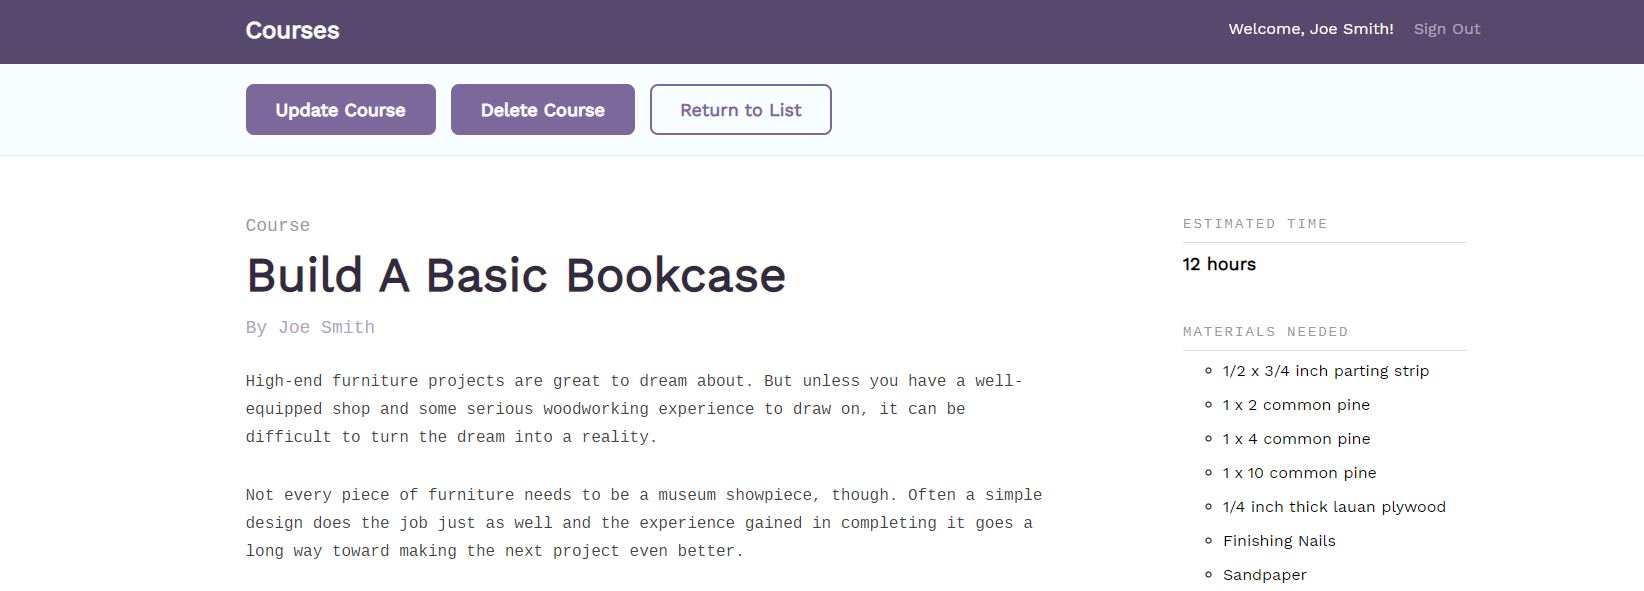 Courses
Welcome, Joe Smith!
Sign Out
Update Course
Delete Course
Return to List
Course
Build A Basic Bookcase
By Joe Smith
High-end furniture projects are great to dream about. But unless you have a well-
equipped shop and some serious woodworking experience to draw on, it can be
difficult to turn the dream into a reality.
Not every piece of furniture needs to be a museum showpiece, though. Often a simple
design does the job just as well and the experience gained in completing it goes a
long way toward making the next project even better.
ESTIMATED TIME
12 hours
MATERIALS NEEDED
1/2 x 3/4 inch parting strip
1 x 2 common pine
1 x 4 common pine
1 x 10 common pine
1/4 inch thick lauan plywood
Finishing Nails
Sandpaper